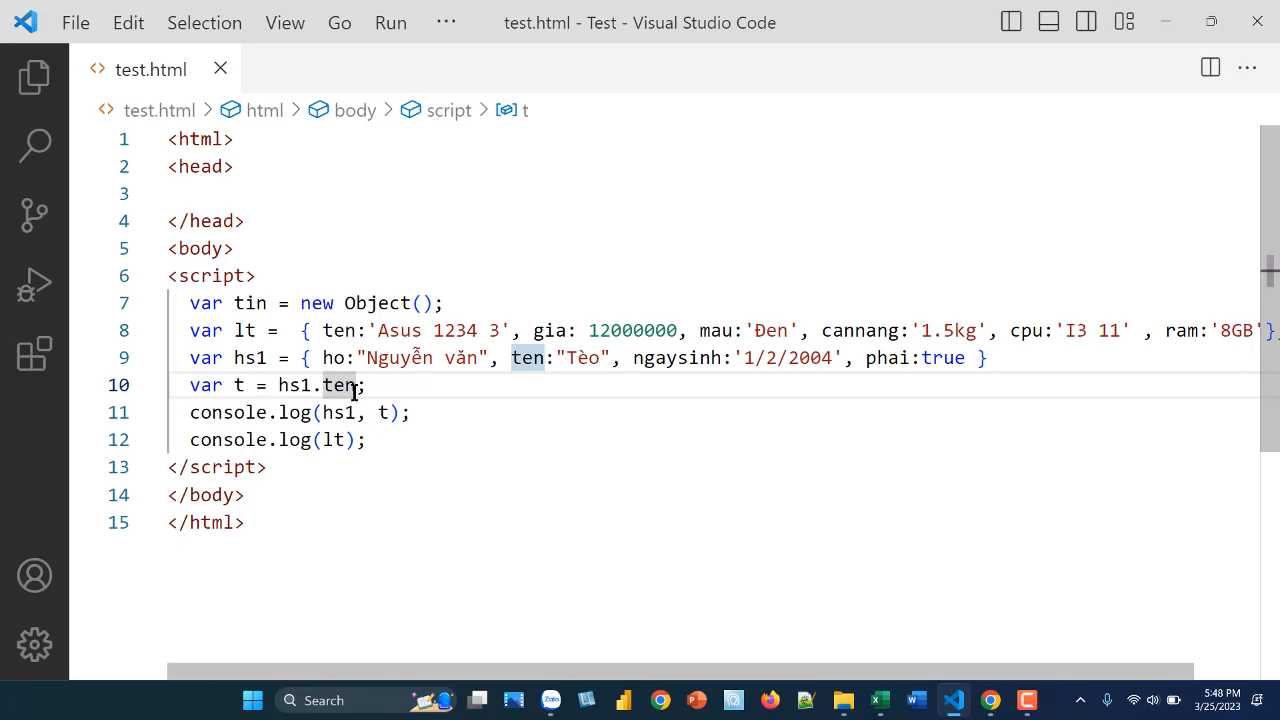 File Edit Selection View Go Run ··· test.html - Test - Visual Studio Code
test.html
test.html > html > body > script > t
1 <html>
2 <head>
3
4 </head>
5 <body>
6 <script>
7 var tin = new Object();
8 var lt =  { ten:'Asus 1234 3', gia: 12000000, mau:'Đen', cannang:'1.5kg', cpu:'I3 11' , ram:'8GB'}
9 var hs1 = { ho:"Nguyễn văn", ten:"Tèo", ngaysinh:'1/2/2004', phai:true }
10 var t = hs1.ten;
11 console.log(hs1, t);
12 console.log(lt);
13 </script>
14 </body>
15 </html>
Search
Zalo
5:48 PM
3/25/2023